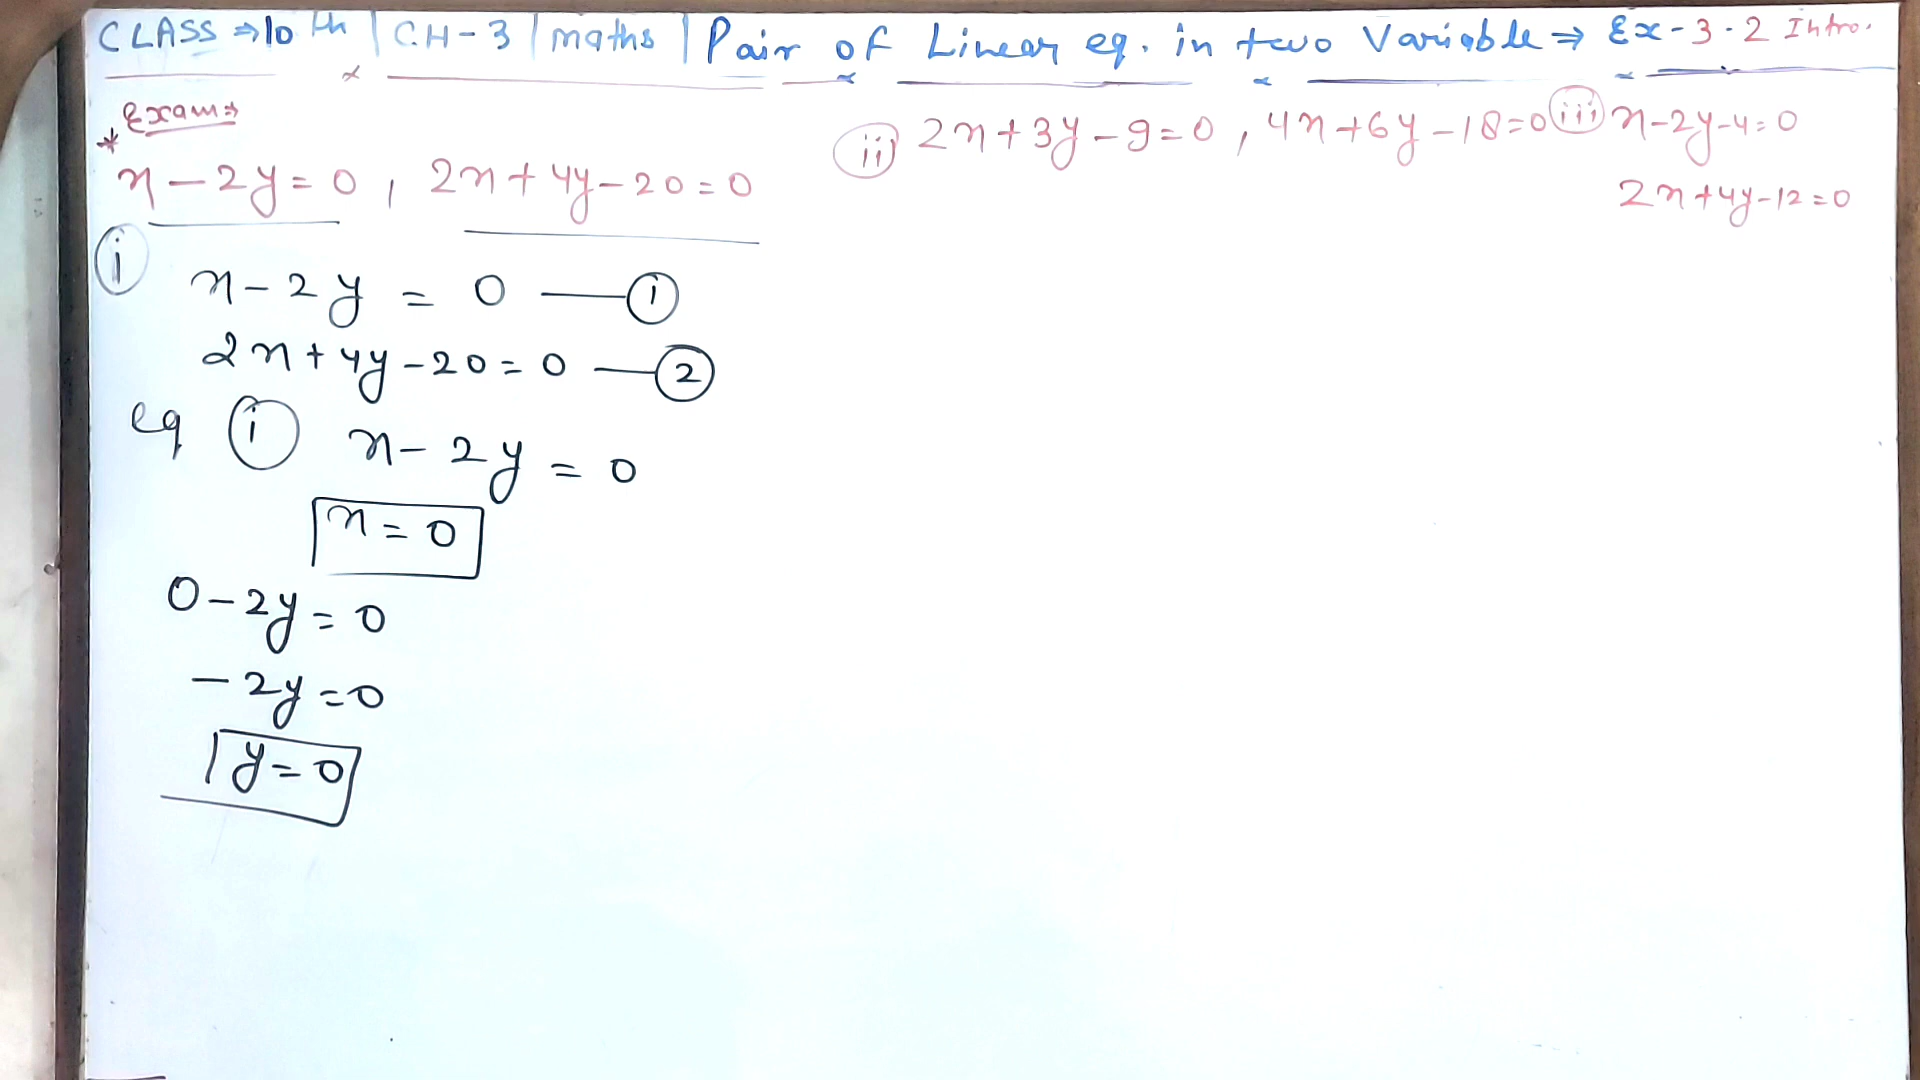 CLASS ⇒ 10th | CH-3 | maths | Pair of Linear eq. in two Variable ⇒ Ex-3.2 Intro.
* Exam ⇒
x - 2y = 0 , 2x + 4y - 20 = 0
(ii) 2x + 3y - 9 = 0 , 4x + 6y - 18 = 0
(iii) x - 2y - 4 = 0
2x + 4y - 12 = 0
(i) x - 2y = 0 — (1)
2x + 4y - 20 = 0 — (2)
eq (i) x - 2y = 0
x = 0
0 - 2y = 0
- 2y = 0
y = 0